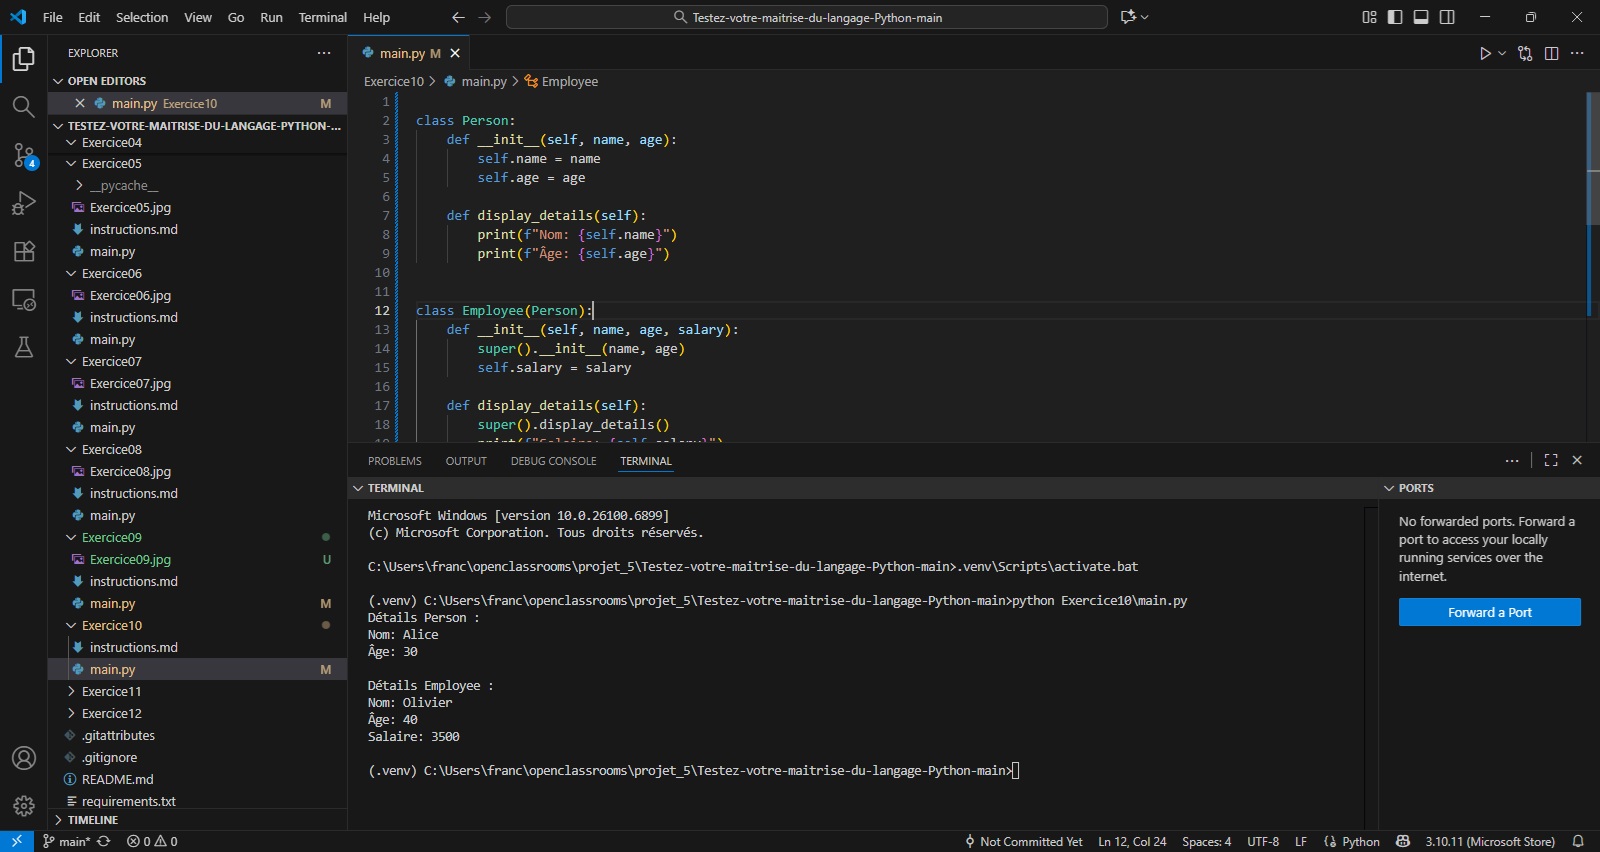 File Edit Selection View Go Run Terminal Help
Testez-votre-maitrise-du-langage-Python-main
EXPLORER
OPEN EDITORS
main.py Exercice10 M
TESTEZ-VOTRE-MAITRISE-DU-LANGAGE-PYTHON-...
Exercice04
Exercice05
__pycache__
Exercice05.jpg
instructions.md
main.py
Exercice06
Exercice06.jpg
instructions.md
main.py
Exercice07
Exercice07.jpg
instructions.md
main.py
Exercice08
Exercice08.jpg
instructions.md
main.py
Exercice09
Exercice09.jpg U
instructions.md
main.py M
Exercice10
instructions.md
main.py M
Exercice11
Exercice12
.gitattributes
.gitignore
README.md
requirements.txt
TIMELINE
4
main.py M
Exercice10 > main.py > Employee
1
2 class Person:
3 def __init__(self, name, age):
4 self.name = name
5 self.age = age
6
7 def display_details(self):
8 print(f"Nom: {self.name}")
9 print(f"Âge: {self.age}")
10
11
12 class Employee(Person):
13 def __init__(self, name, age, salary):
14 super().__init__(name, age)
15 self.salary = salary
16
17 def display_details(self):
18 super().display_details()
19 print(f"Salaire: {self.salary}")
PROBLEMS OUTPUT DEBUG CONSOLE TERMINAL
TERMINAL
Microsoft Windows [version 10.0.26100.6899]
(c) Microsoft Corporation. Tous droits réservés.
C:\Users\franc\openclassrooms\projet_5\Testez-votre-maitrise-du-langage-Python-main>.venv\Scripts\activate.bat
(.venv) C:\Users\franc\openclassrooms\projet_5\Testez-votre-maitrise-du-langage-Python-main>python Exercice10\main.py
Détails Person :
Nom: Alice
Âge: 30
Détails Employee :
Nom: Olivier
Âge: 40
Salaire: 3500
(.venv) C:\Users\franc\openclassrooms\projet_5\Testez-votre-maitrise-du-langage-Python-main>
PORTS
No forwarded ports. Forward a
port to access your locally
running services over the
internet.
Forward a Port
main* 0 0 Not Committed Yet Ln 12, Col 24 Spaces: 4 UTF-8 LF Python 3.10.11 (Microsoft Store)